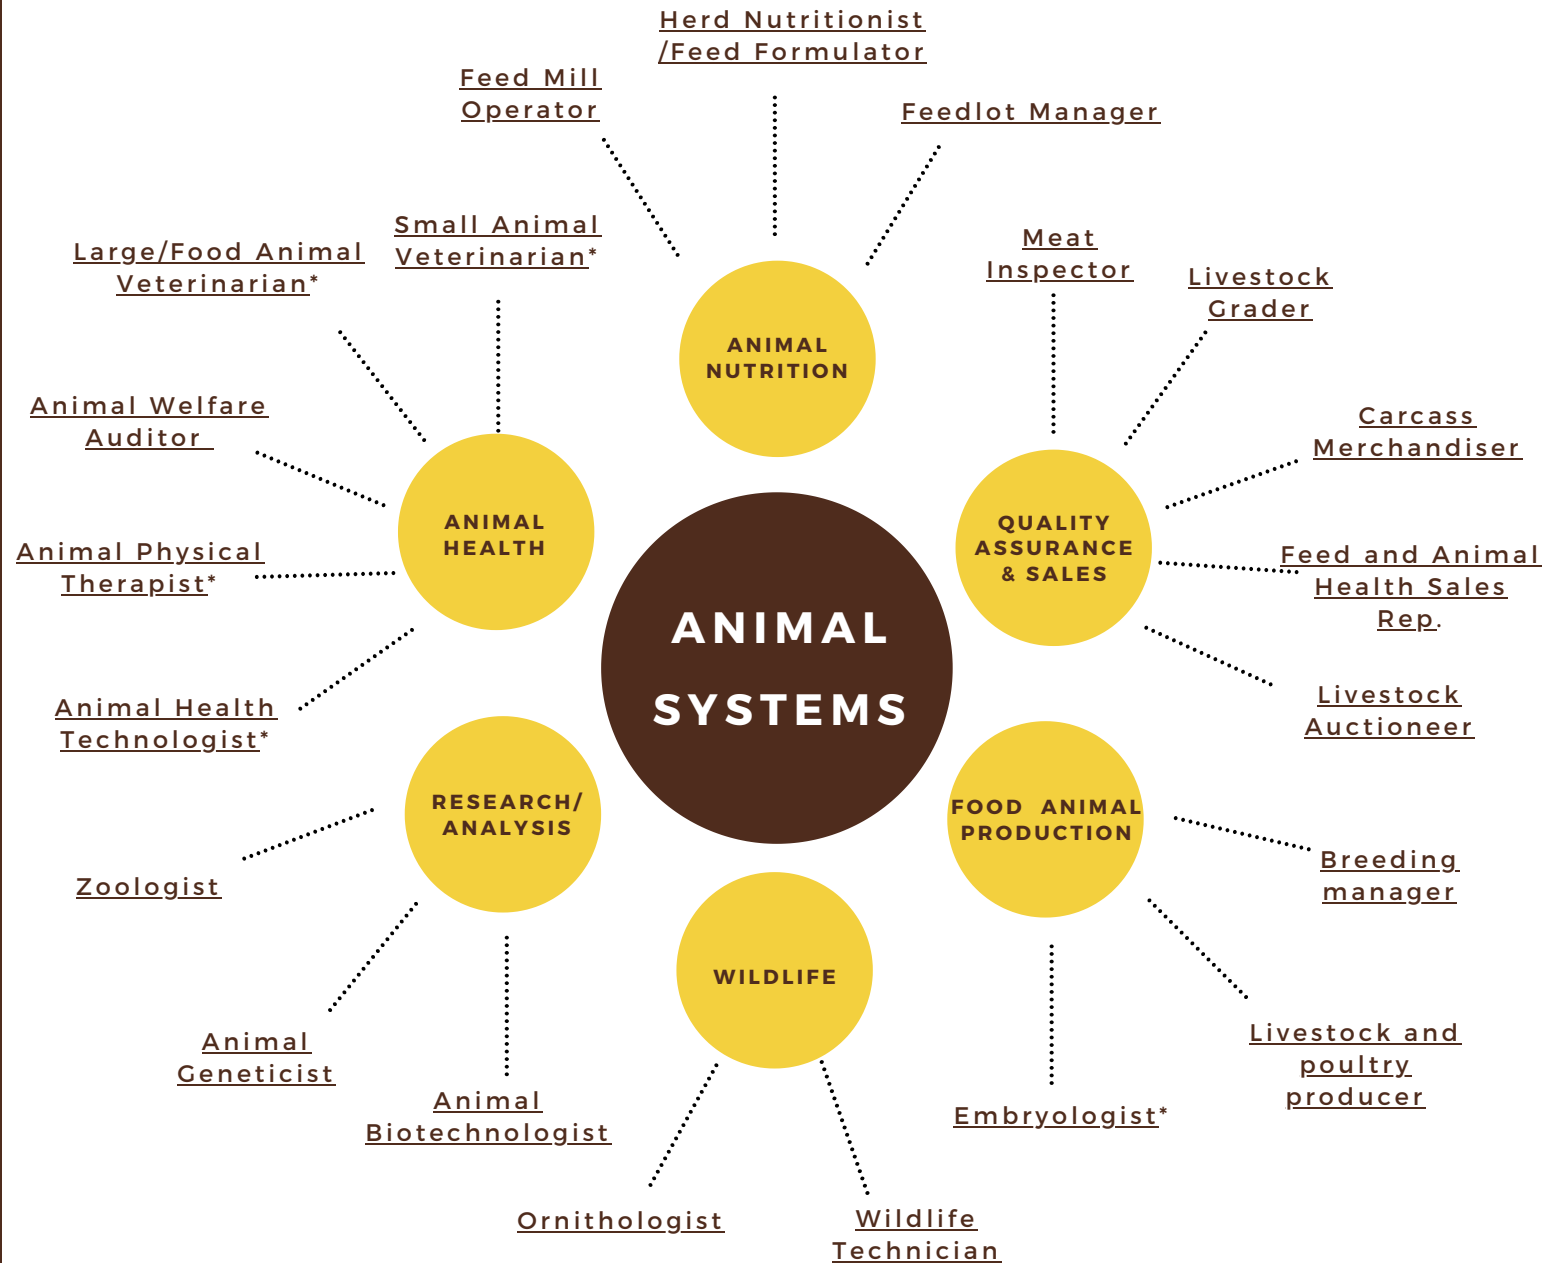 Herd Nutritionist
/Feed Formulator
Feed Mill
Operator
Feedlot Manager
Small Animal
Veterinarian*
Large/Food Animal
Veterinarian*
Meat
Inspector
Livestock
Grader
ANIMAL
NUTRITION
Animal Welfare
Auditor
Carcass
Merchandiser
ANIMAL
HEALTH
QUALITY
ASSURANCE
& SALES
Animal Physical
Therapist*
Feed and Animal
Health Sales
Rep.
ANIMAL
SYSTEMS
Animal Health
Technologist*
Livestock
Auctioneer
RESEARCH/
ANALYSIS
FOOD ANIMAL
PRODUCTION
Zoologist
Breeding
manager
WILDLIFE
Animal
Geneticist
Livestock and
poultry
producer
Animal
Biotechnologist
Embryologist*
Ornithologist
Wildlife
Technician